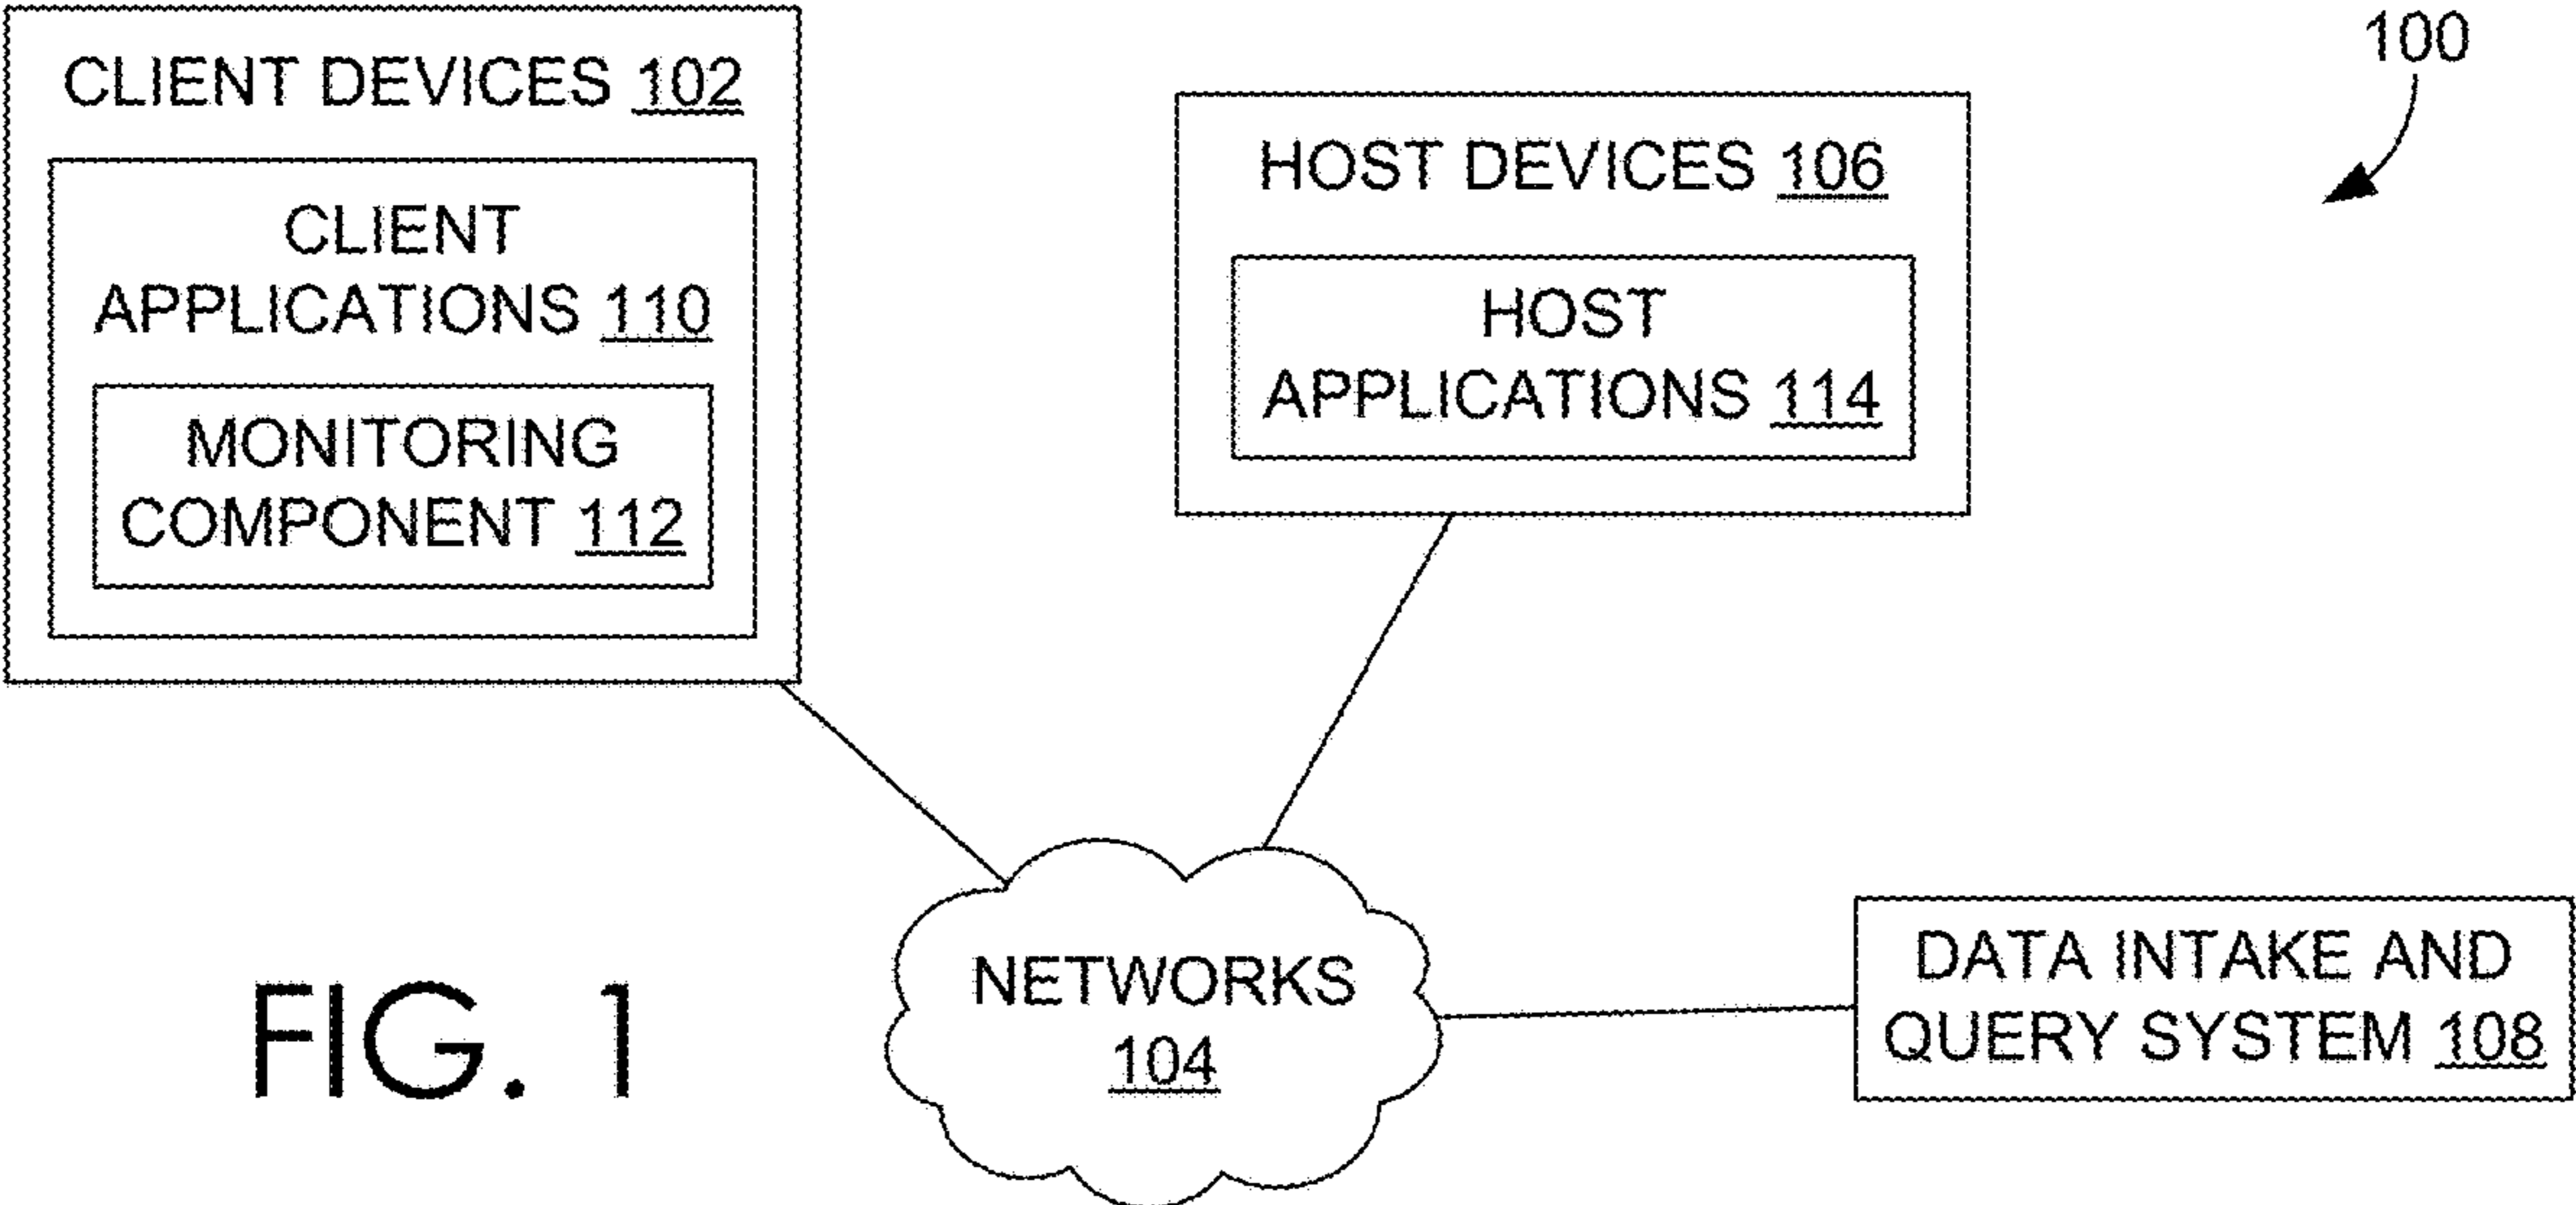 100
CLIENT DEVICES 102
CLIENT
APPLICATIONS 110
MONITORING
COMPONENT 112
HOST DEVICES 106
HOST
APPLICATIONS 114
NETWORKS
104
DATA INTAKE AND
QUERY SYSTEM 108
FIG. 1